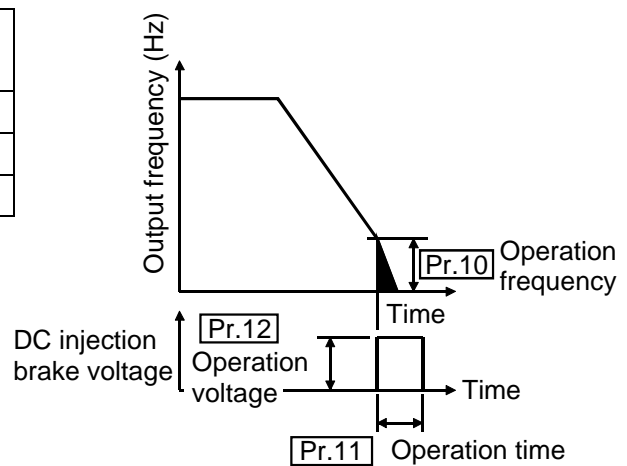 Output frequency (Hz)
Pr.10
Operation
frequency
Time
DC injection
brake voltage
Pr.12
Operation
voltage
Time
Pr.11 Operation time